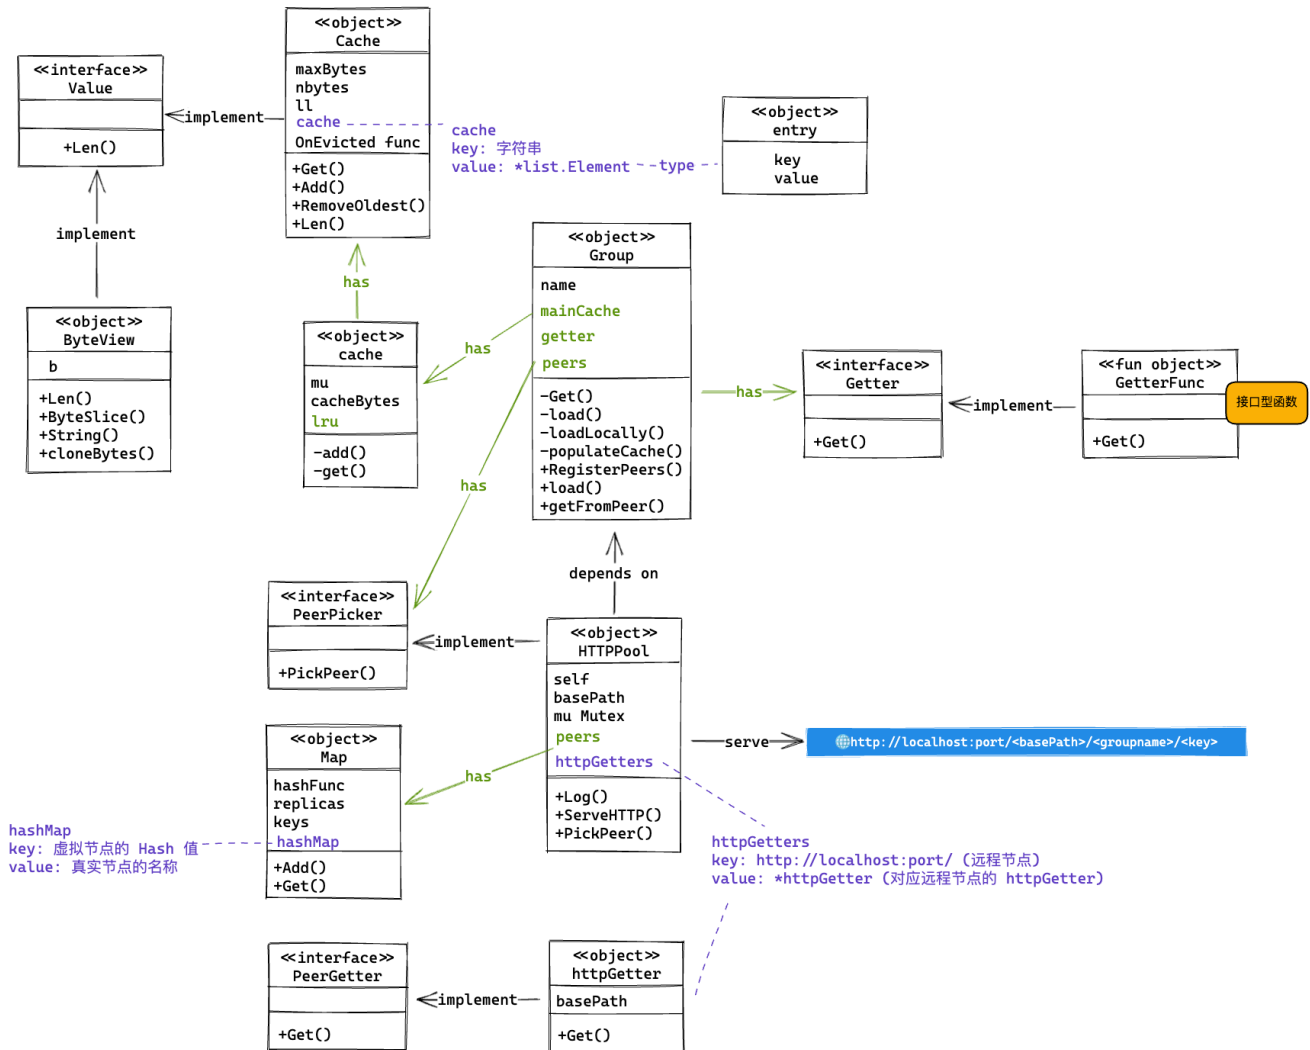 <<object>>
Cache
maxBytes
nbytes
ll
cache
OnEvicted func
+Get()
+Add()
+RemoveOldest()
+Len()
<<interface>>
Value
+Len()
implement
cache
key: 字符串
value: *list.Element
type
<<object>>
entry
key
value
implement
has
<<object>>
ByteView
b
+Len()
+ByteSlice()
+String()
+cloneBytes()
<<object>>
cache
mu
cacheBytes
lru
-add()
-get()
has
<<object>>
Group
name
mainCache
getter
peers
-Get()
-load()
-loadLocally()
-populateCache()
+RegisterPeers()
+load()
+getFromPeer()
has
<<interface>>
Getter
+Get()
implement
<<fun object>>
GetterFunc
+Get()
接口型函数
has
depends on
<<interface>>
PeerPicker
+PickPeer()
implement
<<object>>
HTTPPool
self
basePath
mu Mutex
peers
httpGetters
+Log()
+ServeHTTP()
+PickPeer()
serve
http://localhost:port/<basePath>/<groupname>/<key>
<<object>>
Map
hashFunc
replicas
keys
hashMap
+Add()
+Get()
has
hashMap
key: 虚拟节点的 Hash 值
value: 真实节点的名称
httpGetters
key: http://localhost:port/ (远程节点)
value: *httpGetter (对应远程节点的 httpGetter)
<<interface>>
PeerGetter
+Get()
implement
<<object>>
httpGetter
basePath
+Get()